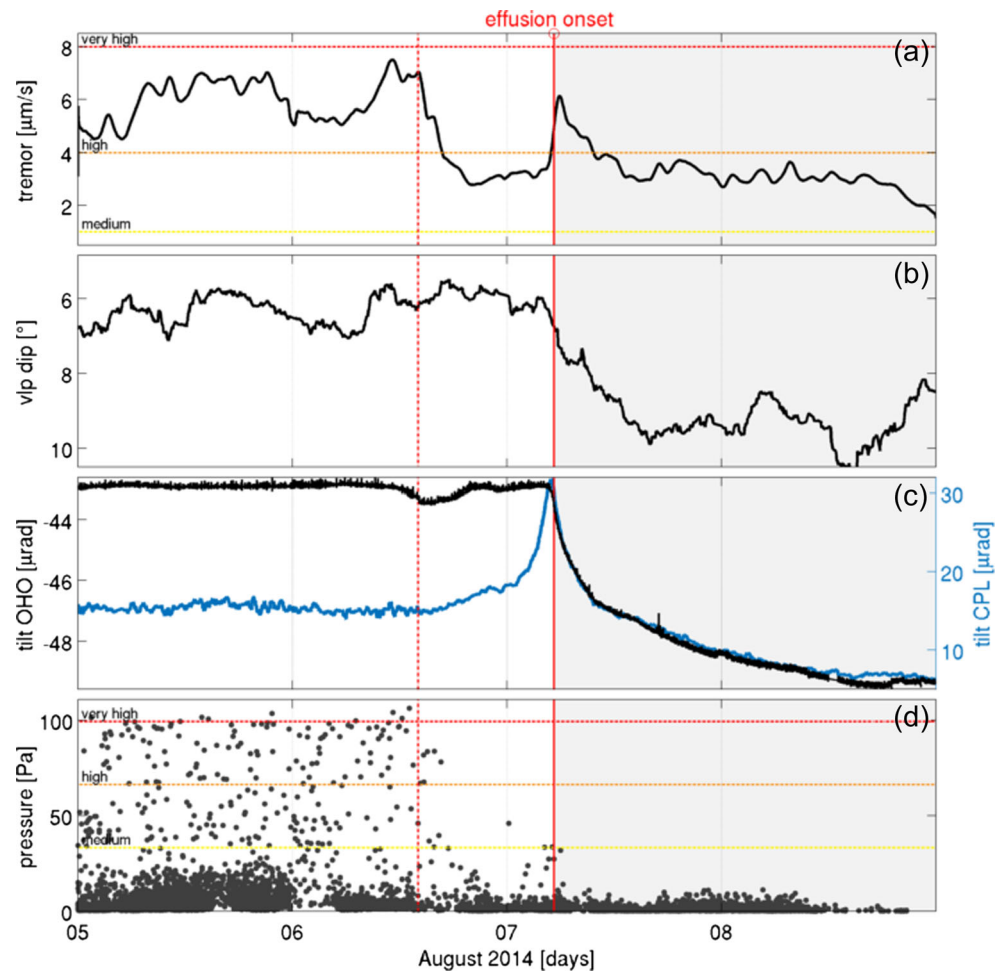 effusion onset
(a)
8
very high
6
high
4
2
medium
tremor [μm/s]
(b)
6
8
10
vlp dip [°]
(c)
-44
-46
-48
tilt OHO [μrad]
30
20
10
tilt CPL [μrad]
(d)
100
very high
high
50
medium
0
pressure [Pa]
05 06 07 08
August 2014 [days]